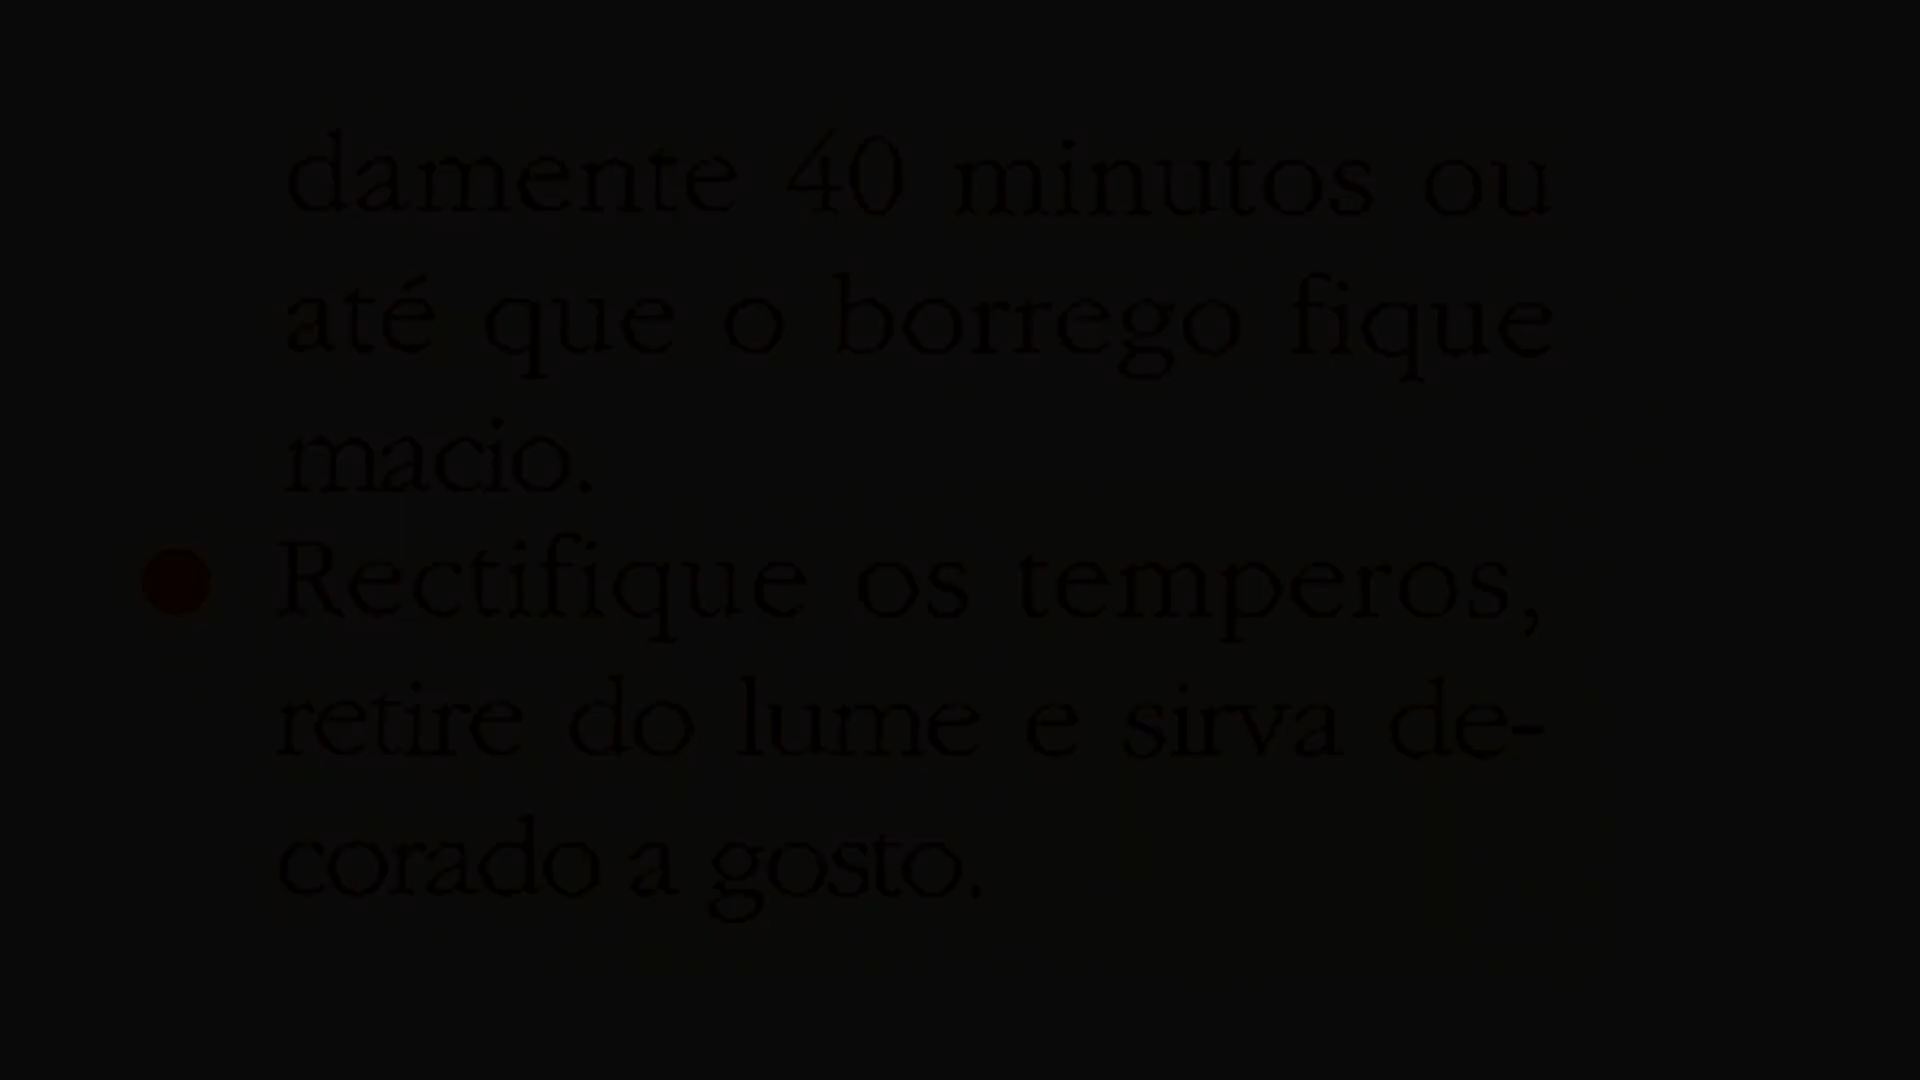 damente 40 minutos ou
até que o borrego fique
macio.
● Rectifique os temperos,
retire do lume e sirva de-
corado a gosto.